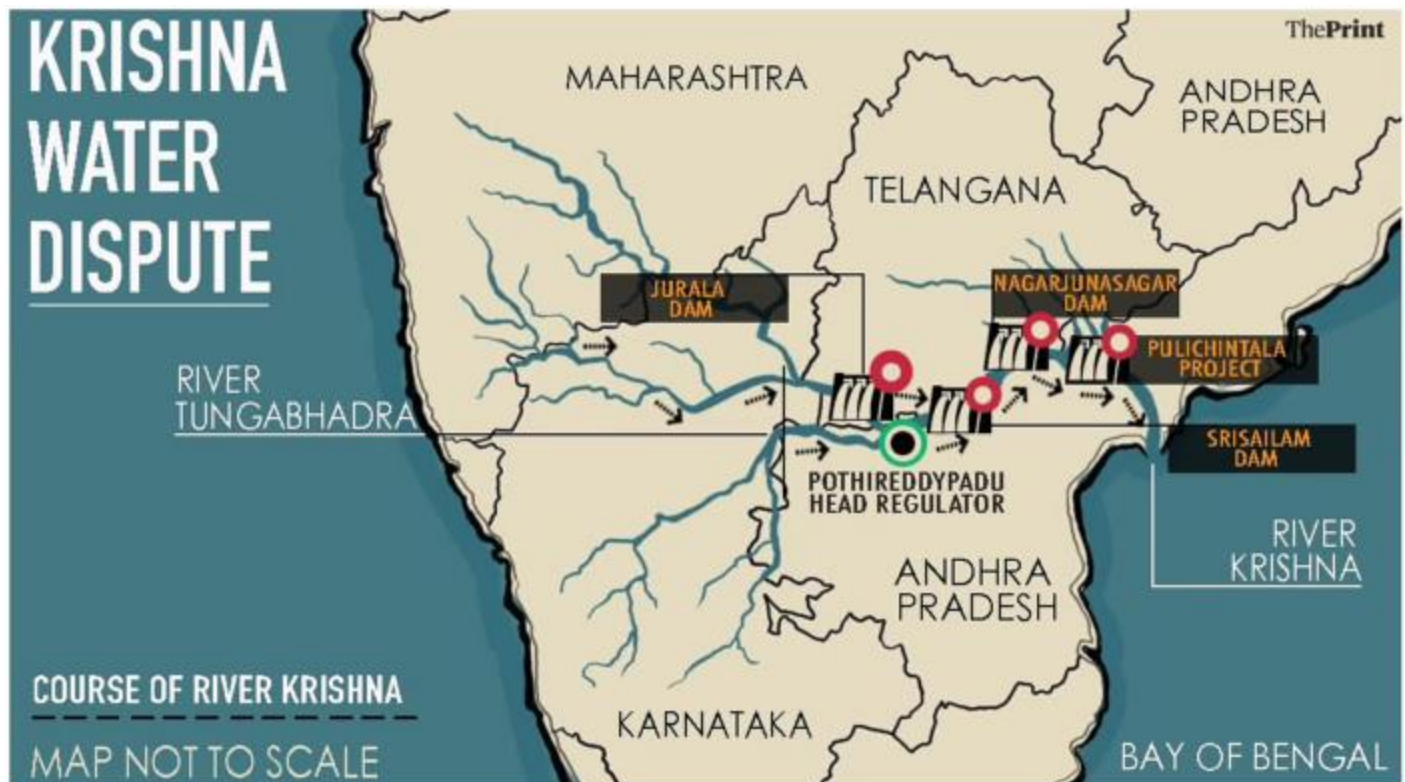 KRISHNA
WATER
DISPUTE
ThePrint
MAHARASHTRA
ANDHRA
PRADESH
TELANGANA
JURALA
DAM
NAGARJUNASAGAR
DAM
PULICHINTALA
PROJECT
RIVER
TUNGABHADRA
SRISAILAM
DAM
POTHIREDDYPADU
HEAD REGULATOR
RIVER
KRISHNA
ANDHRA
PRADESH
COURSE OF RIVER KRISHNA
KARNATAKA
MAP NOT TO SCALE
BAY OF BENGAL